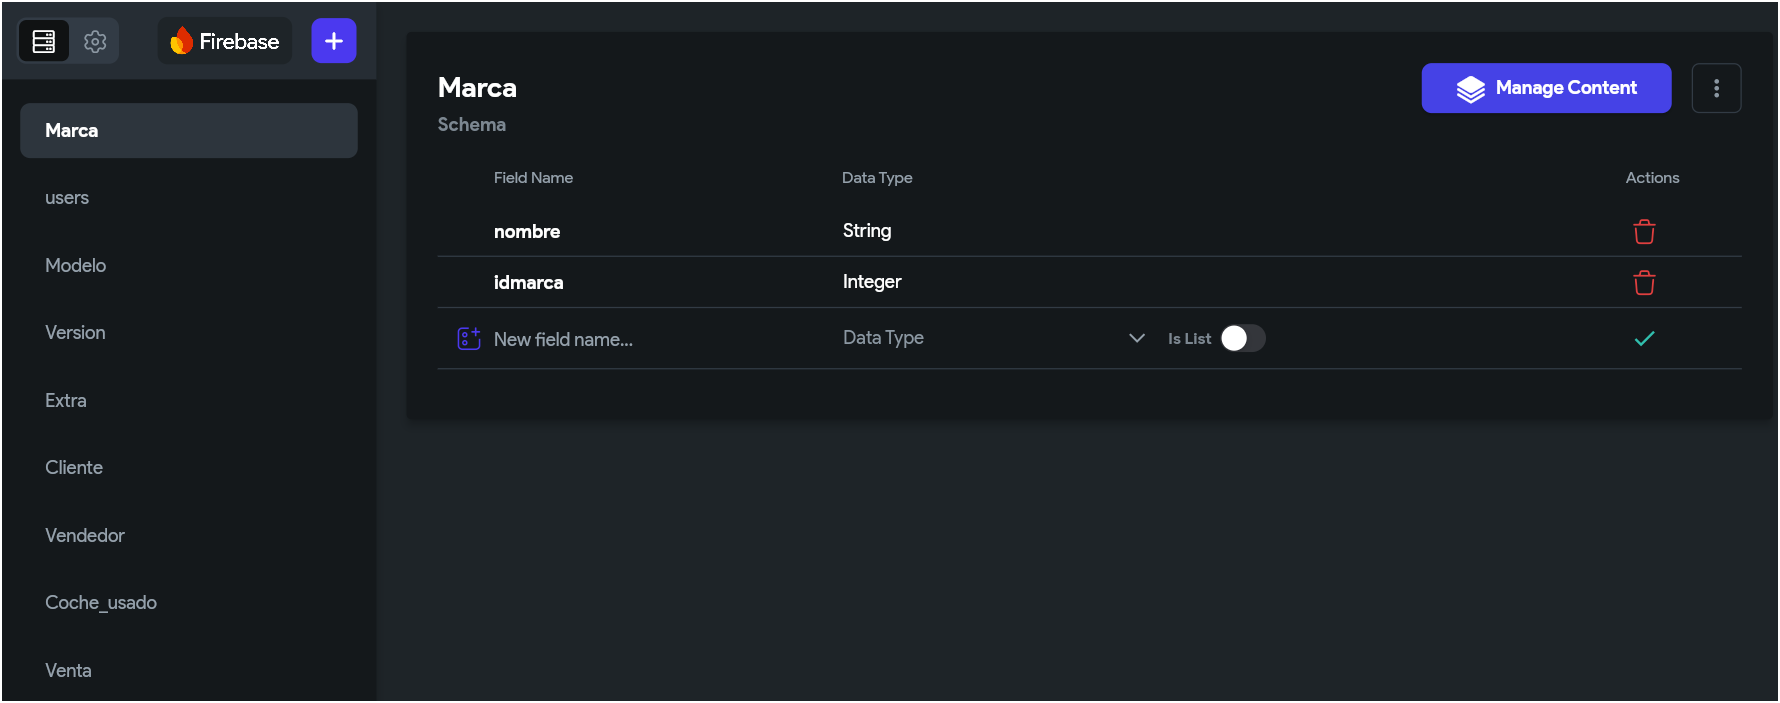 Firebase
Marca
users
Modelo
Version
Extra
Cliente
Vendedor
Coche_usado
Venta
Marca
Schema
Manage Content
Field Name Data Type Actions
nombre String
idmarca Integer
New field name... Data Type Is List